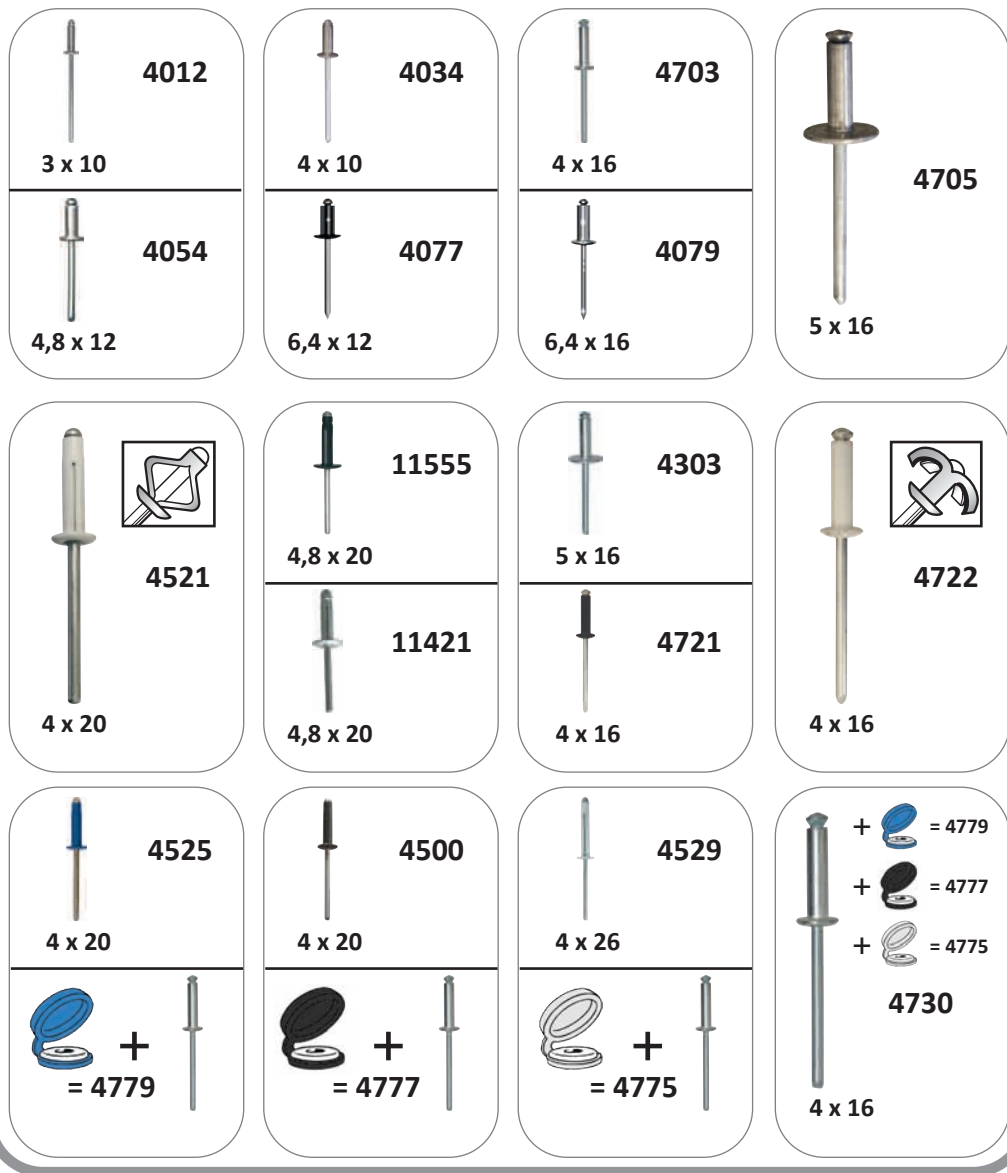 4012
3 x 10
4054
4,8 x 12
4034
4 x 10
4077
6,4 x 12
4703
4 x 16
4079
6,4 x 16
4705
5 x 16
4521
4 x 20
11555
4,8 x 20
11421
4,8 x 20
4303
5 x 16
4721
4 x 16
4722
4 x 16
4525
4 x 20
+
= 4779
4500
4 x 20
+
= 4777
4529
4 x 26
+
= 4775
+ = 4779
+ = 4777
+ = 4775
4730
4 x 16